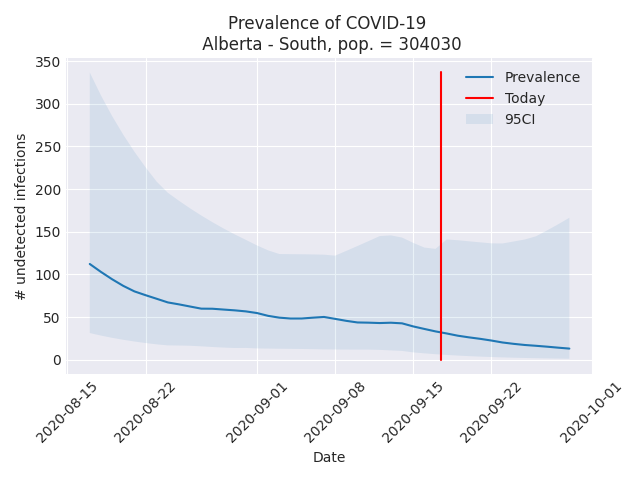 Prevalence of COVID-19
Alberta - South, pop. = 304030
350
300
250
200
150
100
50
0
# undetected infections
Prevalence
Today
95CI
2020-08-15
2020-08-22
2020-09-01
2020-09-08
2020-09-15
2020-09-22
2020-10-01
Date